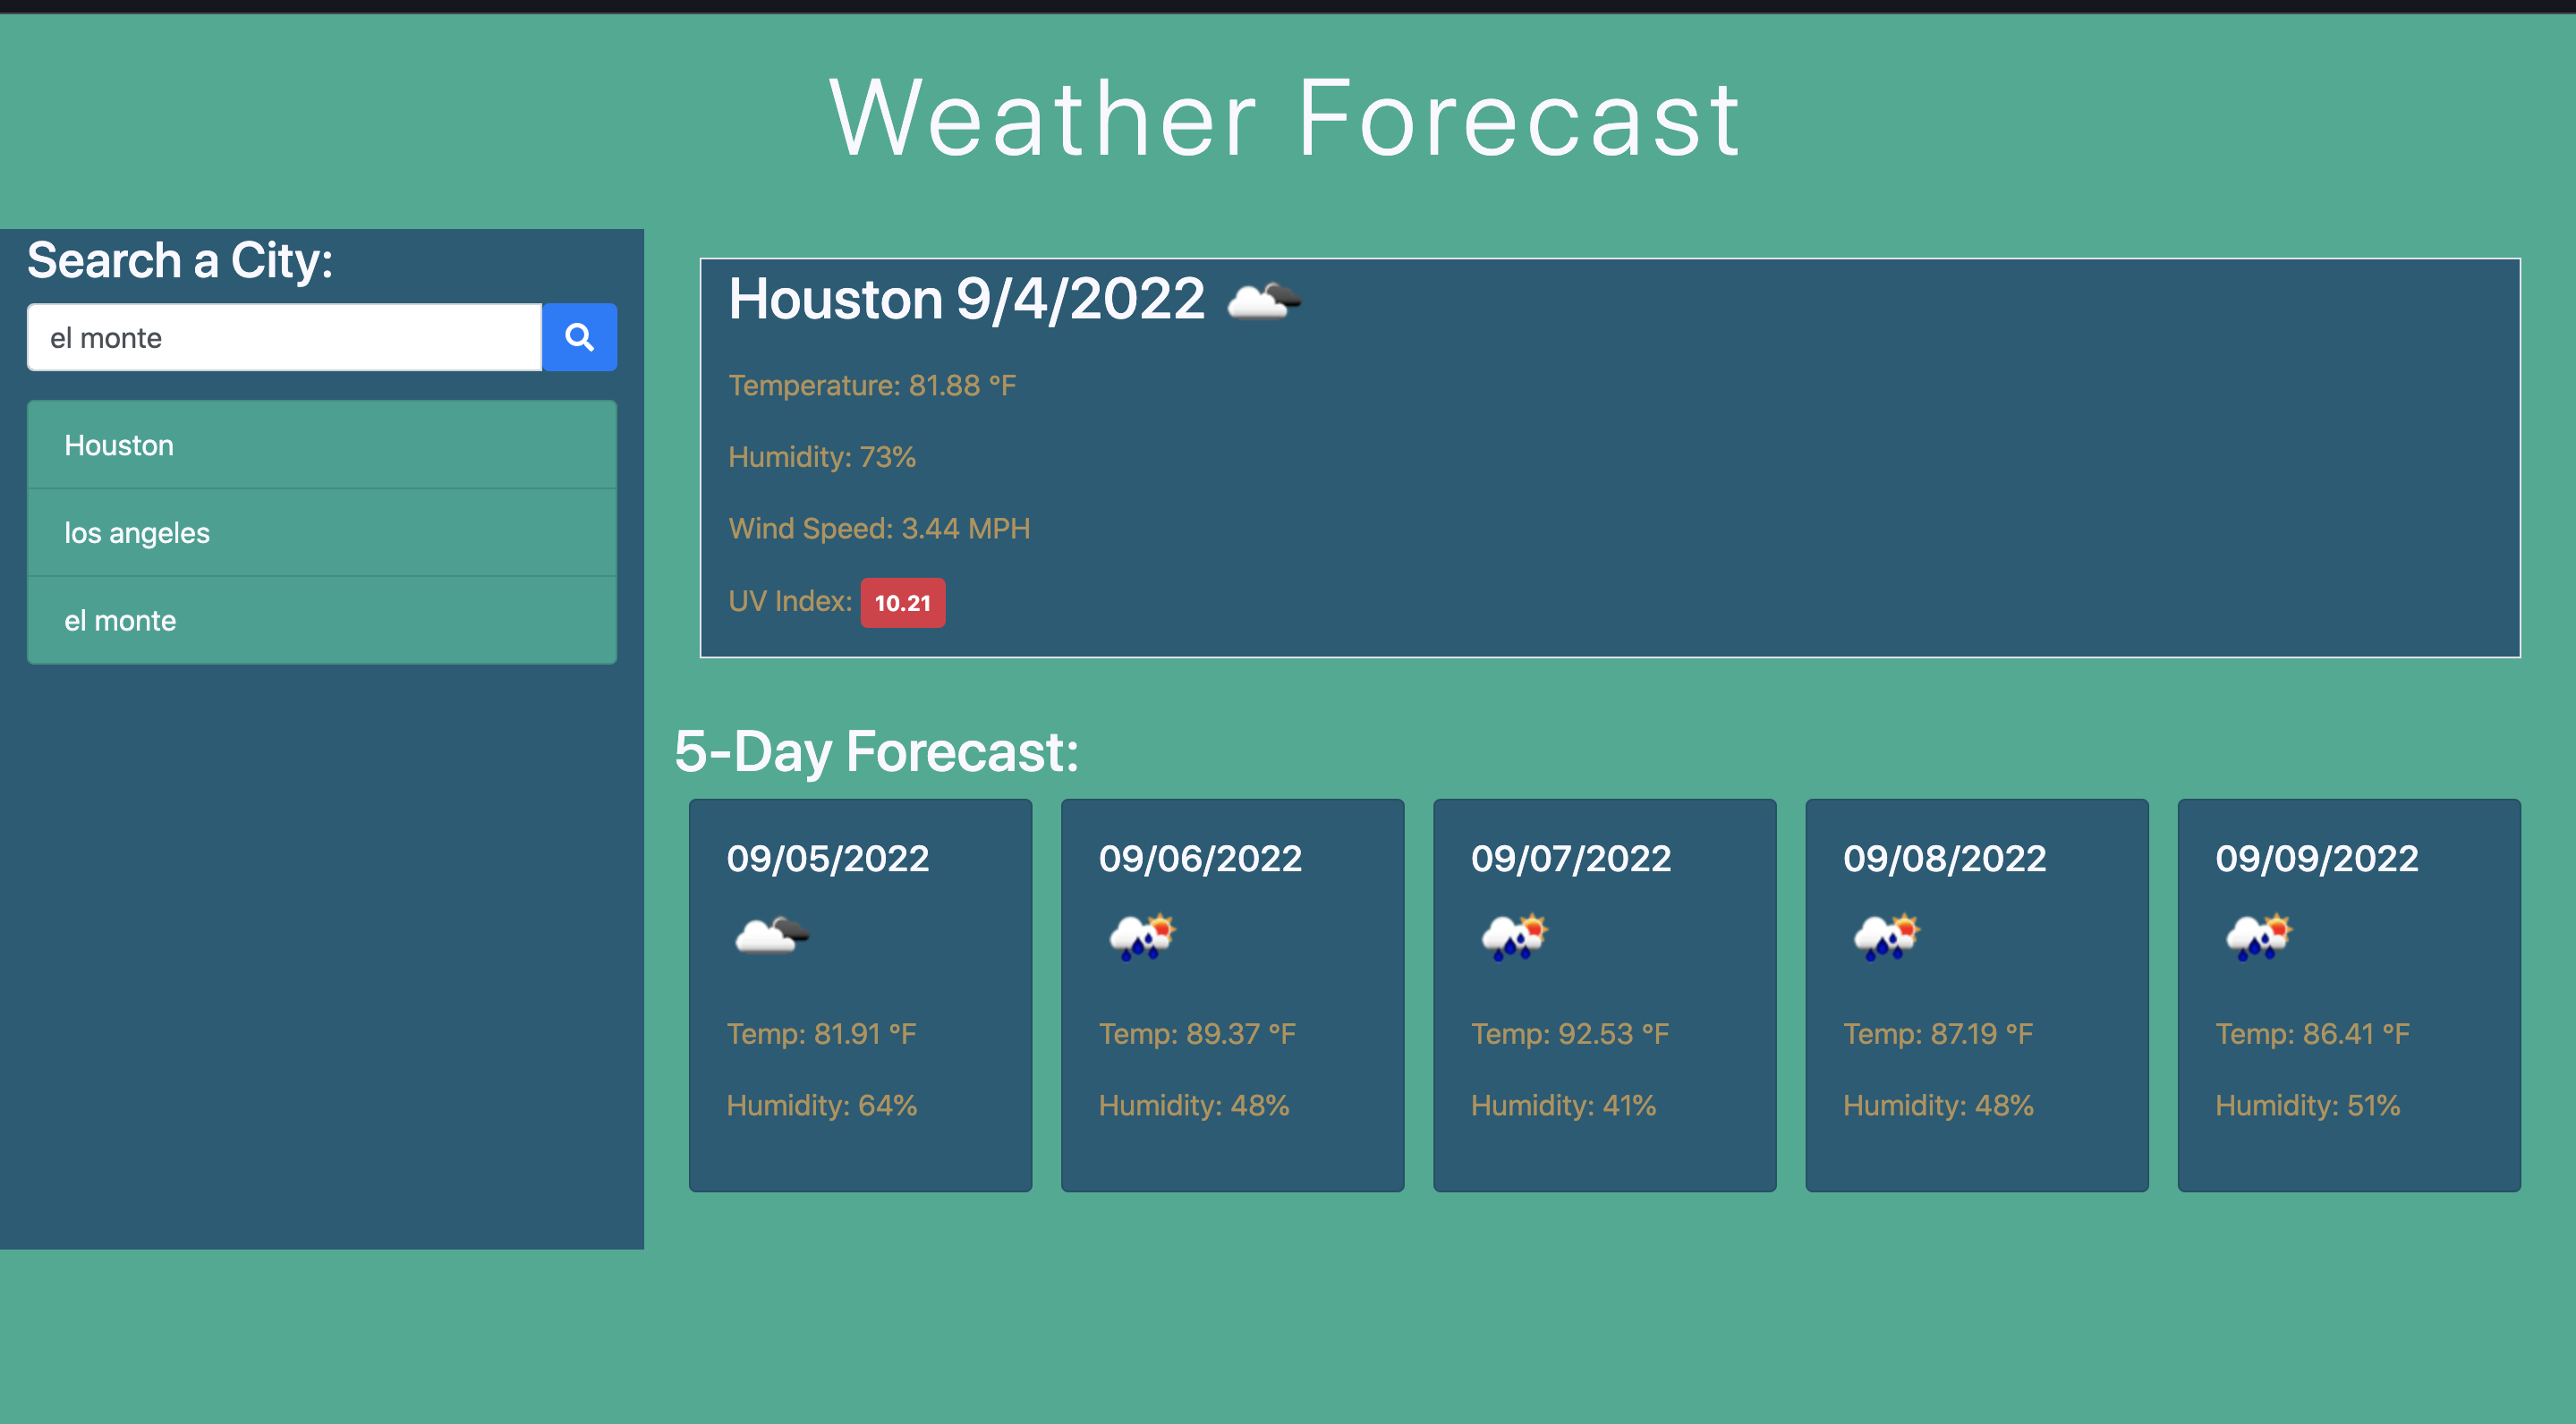 Weather Forecast
Search a City:
el monte
Houston
los angeles
el monte
Houston 9/4/2022
Temperature: 81.88 °F
Humidity: 73%
Wind Speed: 3.44 MPH
UV Index: 10.21
5-Day Forecast:
09/05/2022
Temp: 81.91 °F
Humidity: 64%
09/06/2022
Temp: 89.37 °F
Humidity: 48%
09/07/2022
Temp: 92.53 °F
Humidity: 41%
09/08/2022
Temp: 87.19 °F
Humidity: 48%
09/09/2022
Temp: 86.41 °F
Humidity: 51%